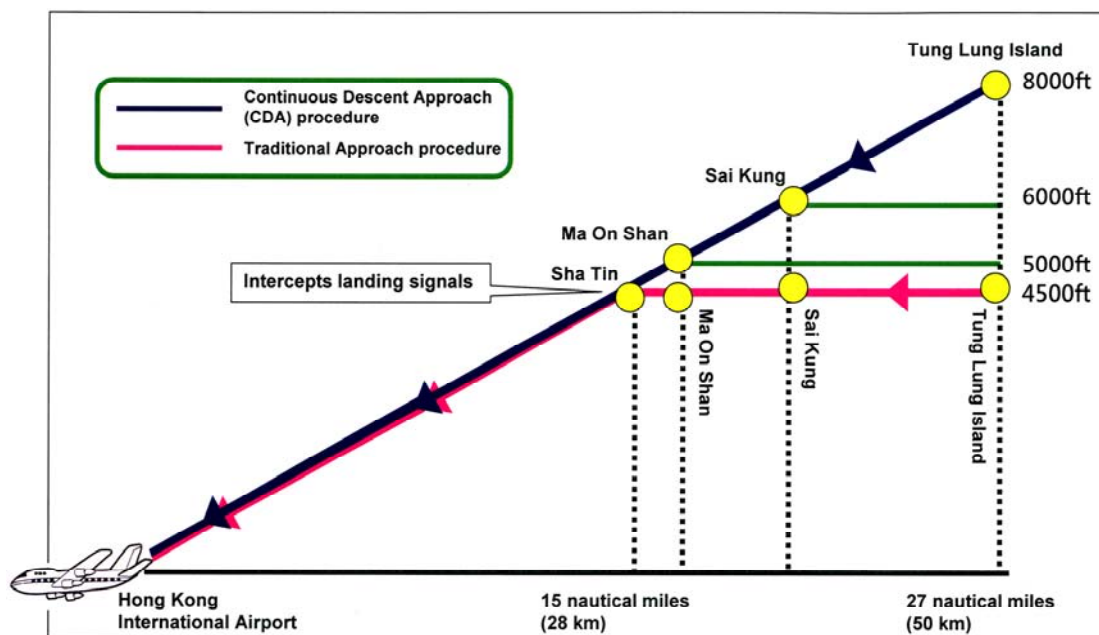 Tung Lung Island
8000ft
Continuous Descent Approach
(CDA) procedure
Traditional Approach procedure
Sai Kung
6000ft
Ma On Shan
5000ft
Intercepts landing signals
Sha Tin
4500ft
Ma On Shan
Sai Kung
Tung Lung Island
Hong Kong
International Airport
15 nautical miles
(28 km)
27 nautical miles
(50 km)